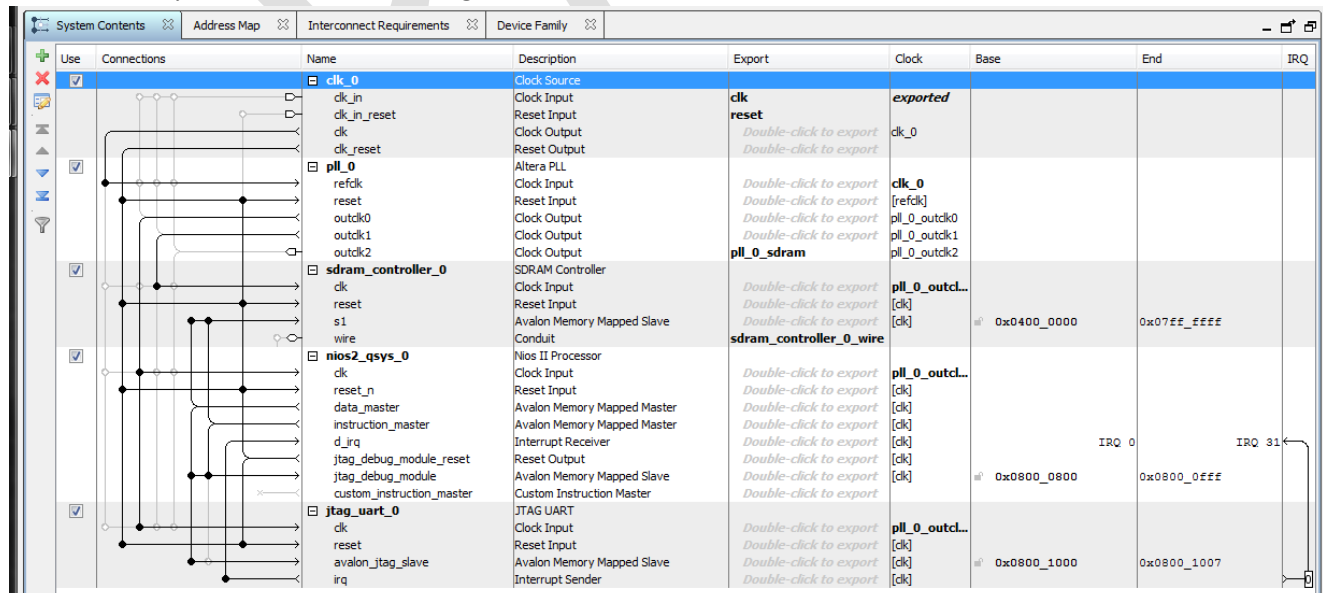 System Contents Address Map Interconnect Requirements Device Family
Use Connections Name Description Export Clock Base End IRQ
clk_0 Clock Source
clk_in Clock Input clk exported
clk_in_reset Reset Input reset
clk Clock Output Double-click to export clk_0
clk_reset Reset Output Double-click to export
pll_0 Altera PLL
refclk Clock Input Double-click to export clk_0
reset Reset Input Double-click to export [refclk]
outclk0 Clock Output Double-click to export pll_0_outclk0
outclk1 Clock Output Double-click to export pll_0_outclk1
outclk2 Clock Output pll_0_sdram pll_0_outclk2
sdram_controller_0 SDRAM Controller
clk Clock Input Double-click to export pll_0_outcl...
reset Reset Input Double-click to export [clk]
s1 Avalon Memory Mapped Slave Double-click to export [clk] 0x0400_0000 0x07ff_ffff
wire Conduit sdram_controller_0_wire
nios2_qsys_0 Nios II Processor
clk Clock Input Double-click to export pll_0_outcl...
reset_n Reset Input Double-click to export [clk]
data_master Avalon Memory Mapped Master Double-click to export [clk]
instruction_master Avalon Memory Mapped Master Double-click to export [clk]
d_irq Interrupt Receiver Double-click to export [clk] IRQ 0 IRQ 31
jtag_debug_module_reset Reset Output Double-click to export [clk]
jtag_debug_module Avalon Memory Mapped Slave Double-click to export [clk] 0x0800_0800 0x0800_0fff
custom_instruction_master Custom Instruction Master Double-click to export
jtag_uart_0 JTAG UART
clk Clock Input Double-click to export pll_0_outcl...
reset Reset Input Double-click to export [clk]
avalon_jtag_slave Avalon Memory Mapped Slave Double-click to export [clk] 0x0800_1000 0x0800_1007
irq Interrupt Sender Double-click to export [clk] 0